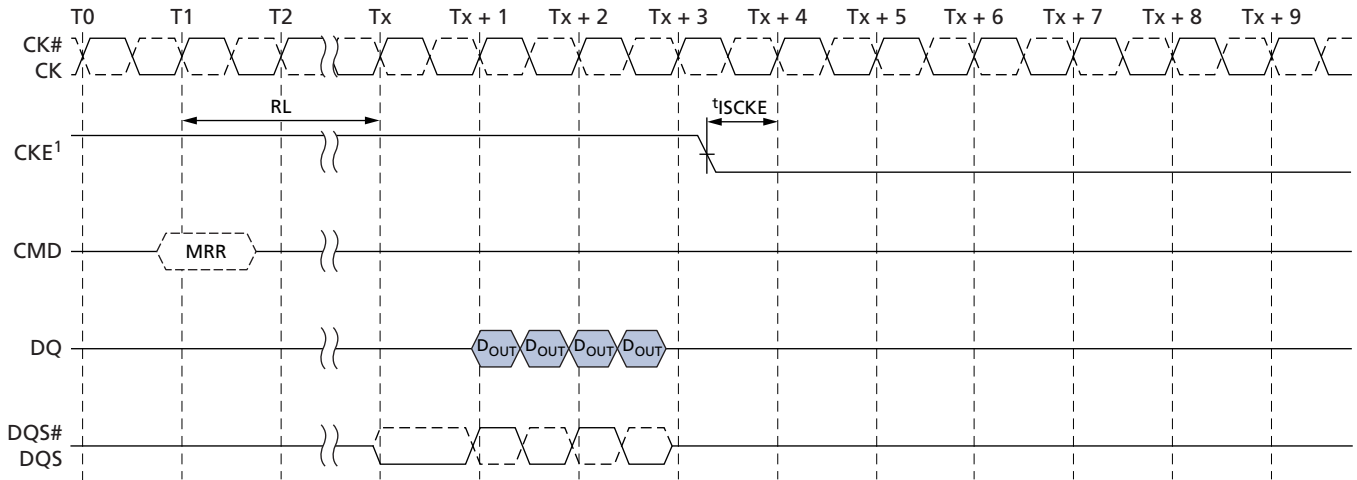 T0 T1 T2 Tx Tx + 1 Tx + 2 Tx + 3 Tx + 4 Tx + 5 Tx + 6 Tx + 7 Tx + 8 Tx + 9
CK#
CK
RL
tISCKE
CKE1
CMD
MRR
DQ
DOUT DOUT DOUT DOUT
DQS#
DQS